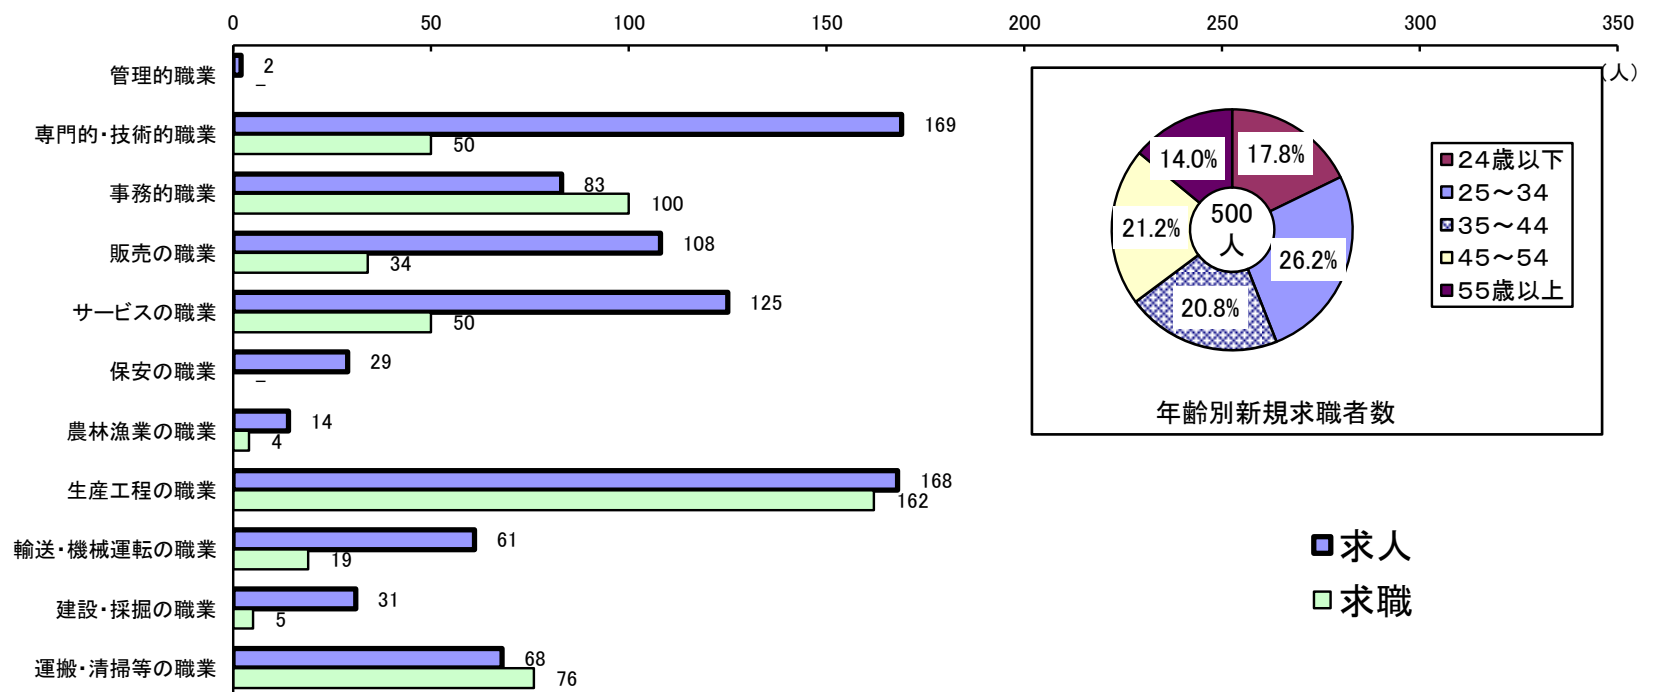 0 50 100 150 200 250 300 350
(人)
管理的職業 2
–
専門的・技術的職業 169
50
事務的職業 83
100
販売の職業 108
34
サービスの職業 125
50
保安の職業 29
–
農林漁業の職業 14
4
生産工程の職業 168
162
輸送・機械運転の職業 61
19
建設・採掘の職業 31
5
運搬・清掃等の職業 68
76
14.0% 17.8%
21.2% 26.2%
20.8%
500
人
24歳以下
25～34
35～44
45～54
55歳以上
年齢別新規求職者数
求人
求職